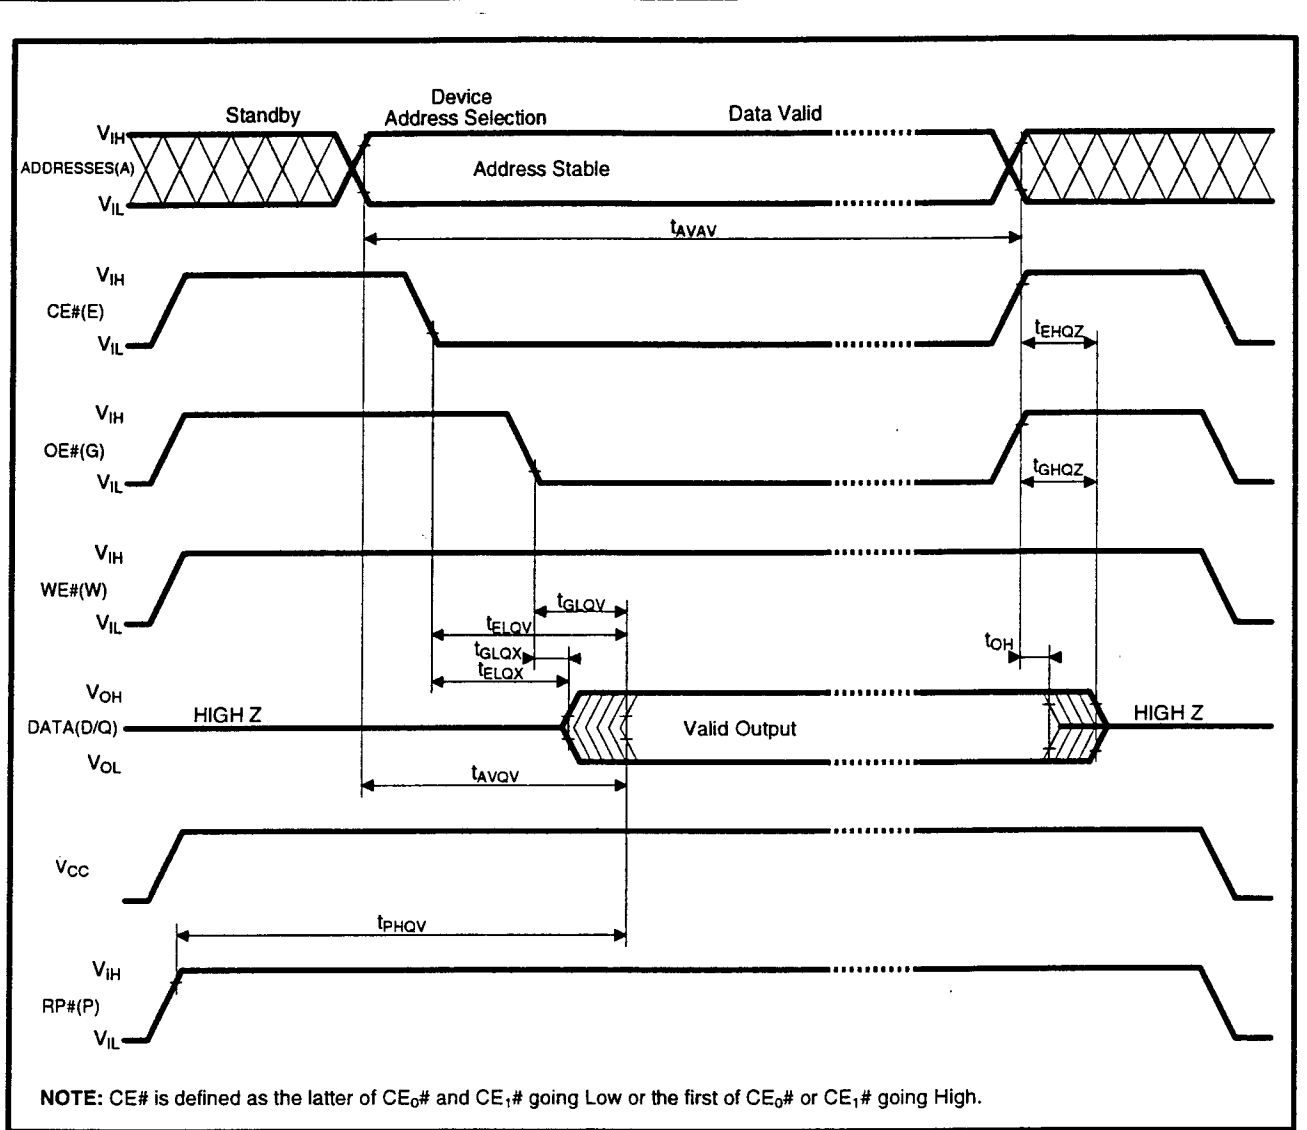 Device
Standby Address Selection Data Valid
VIH
ADDRESSES(A) Address Stable
VIL
tAVAV
VIH
CE#(E)
tEHQZ
VIL
VIH
OE#(G)
tGHQZ
VIL
VIH
WE#(W)
tGLQV
VIL
tELQV
tGLQX tOH
tELQX
VOH
HIGH Z HIGH Z
DATA(D/Q) Valid Output
VOL
tAVQV
VCC
tPHQV
VIH
RP#(P)
VIL
NOTE: CE# is defined as the latter of CE0# and CE1# going Low or the first of CE0# or CE1# going High.